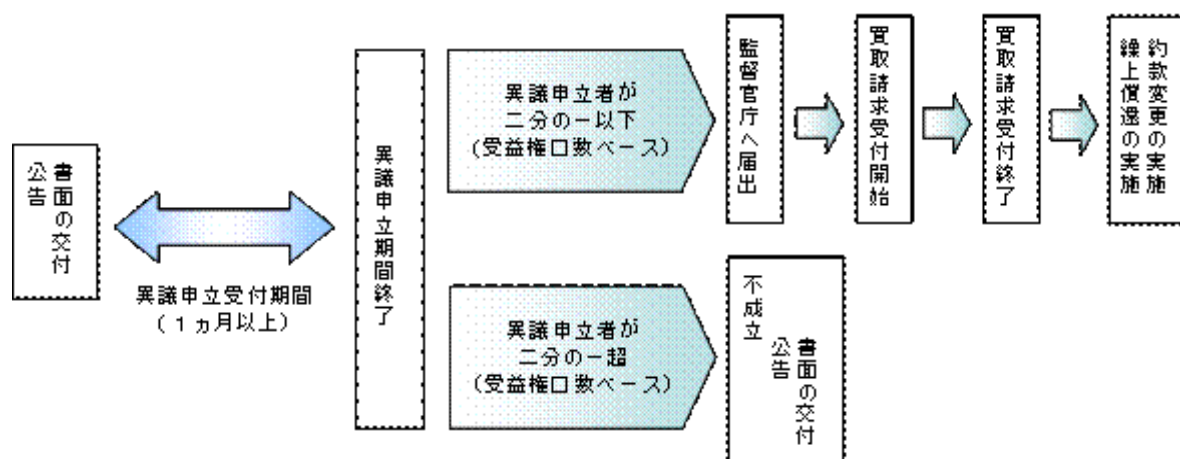 書面の交付
公告
異議申立受付期間
(1ヵ月以上)
異議申立期間終了
異議申立者が
二分の一以下
(受益権口数ベース)
監督官庁へ届出
買取請求受付開始
買取請求受付終了
約款変更の実施
繰上償還の実施
異議申立者が
二分の一超
(受益権口数ベース)
不成立
書面の交付
公告